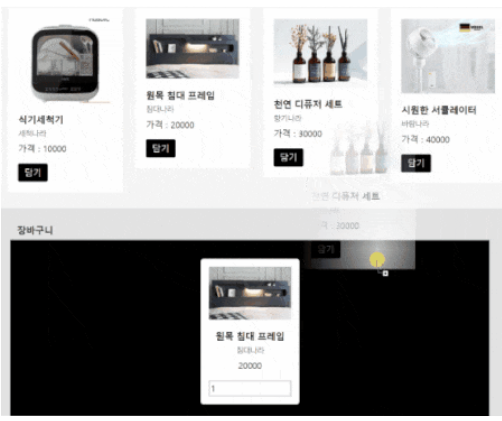 식기세척기
세척나라
가격 : 10000
담기
원목 침대 프레임
침대나라
가격 : 20000
담기
천연 디퓨저 세트
향기나라
가격 : 30000
담기
시원한 서큘레이터
바람나라
가격 : 40000
담기
천연 디퓨저 세트
가격 : 30000
담기
장바구니
원목 침대 프레임
침대나라
20000
1